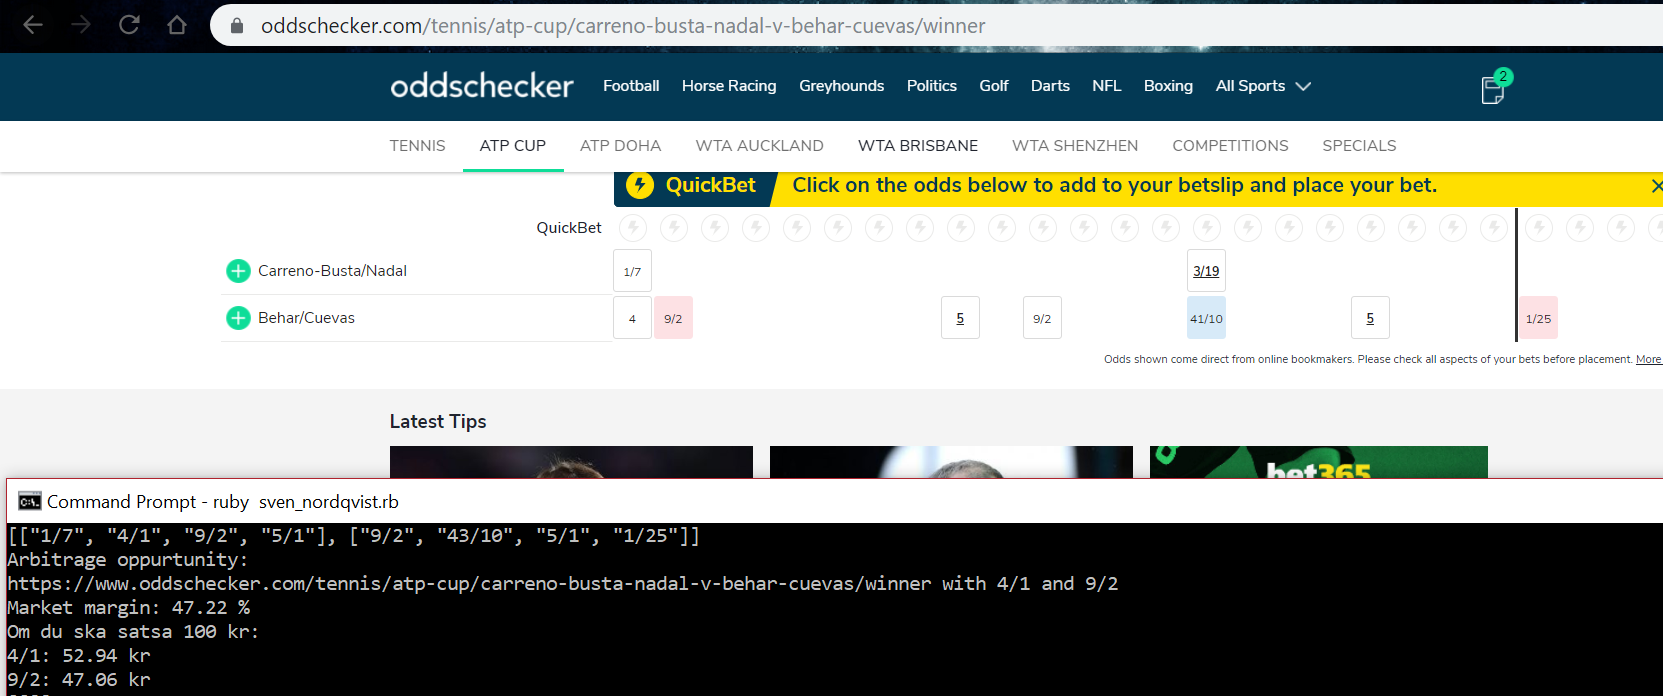 oddschecker.com/tennis/atp-cup/carreno-busta-nadal-v-behar-cuevas/winner
oddschecker Football Horse Racing Greyhounds Politics Golf Darts NFL Boxing All Sports 2
TENNIS ATP CUP ATP DOHA WTA AUCKLAND WTA BRISBANE WTA SHENZHEN COMPETITIONS SPECIALS
QuickBet Click on the odds below to add to your betslip and place your bet.
QuickBet
Carreno-Busta/Nadal 1/7 3/19
Behar/Cuevas 4 9/2 5 9/2 41/10 5 1/25
Odds shown come direct from online bookmakers. Please check all aspects of your bets before placement. More
Latest Tips
bet365
Command Prompt - ruby  sven_nordqvist.rb
[["1/7", "4/1", "9/2", "5/1"], ["9/2", "43/10", "5/1", "1/25"]]
Arbitrage oppurtunity:
https://www.oddschecker.com/tennis/atp-cup/carreno-busta-nadal-v-behar-cuevas/winner with 4/1 and 9/2
Market margin: 47.22 %
Om du ska satsa 100 kr:
4/1: 52.94 kr
9/2: 47.06 kr